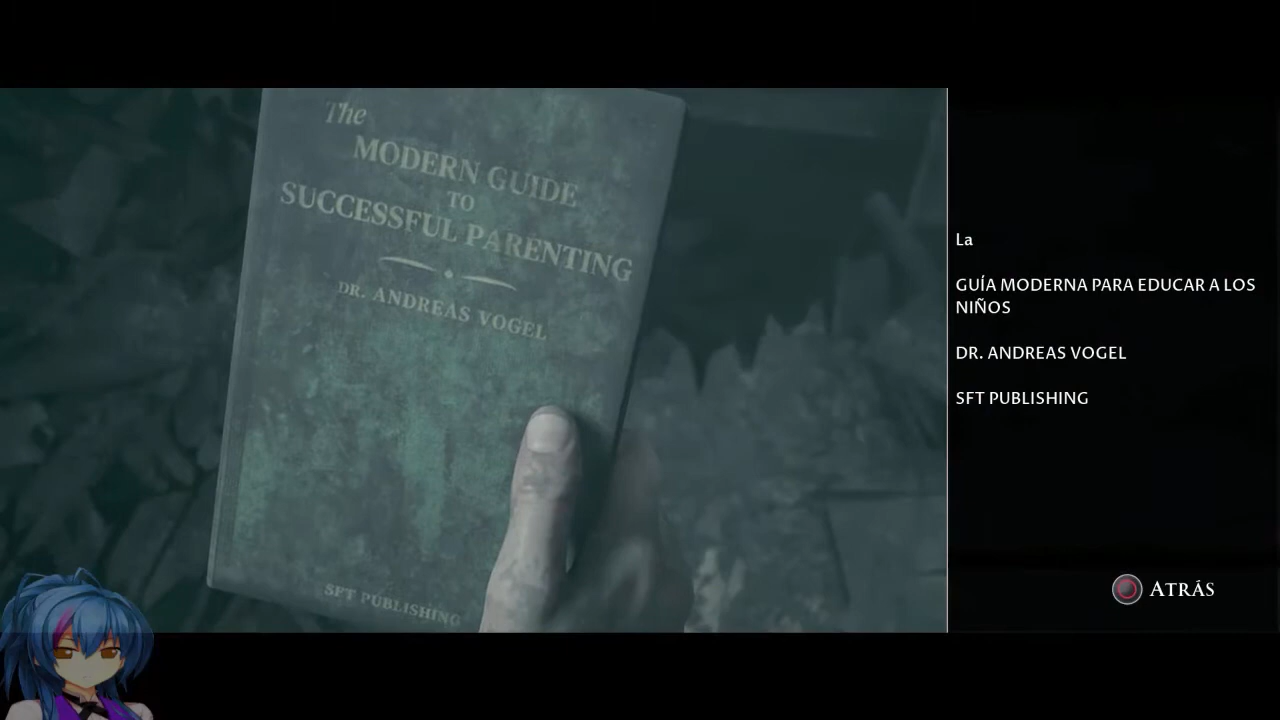 The
MODERN GUIDE
TO
SUCCESSFUL PARENTING
DR. ANDREAS VOGEL
SFT PUBLISHING
La
GUÍA MODERNA PARA EDUCAR A LOS
NIÑOS
DR. ANDREAS VOGEL
SFT PUBLISHING
ATRÁS